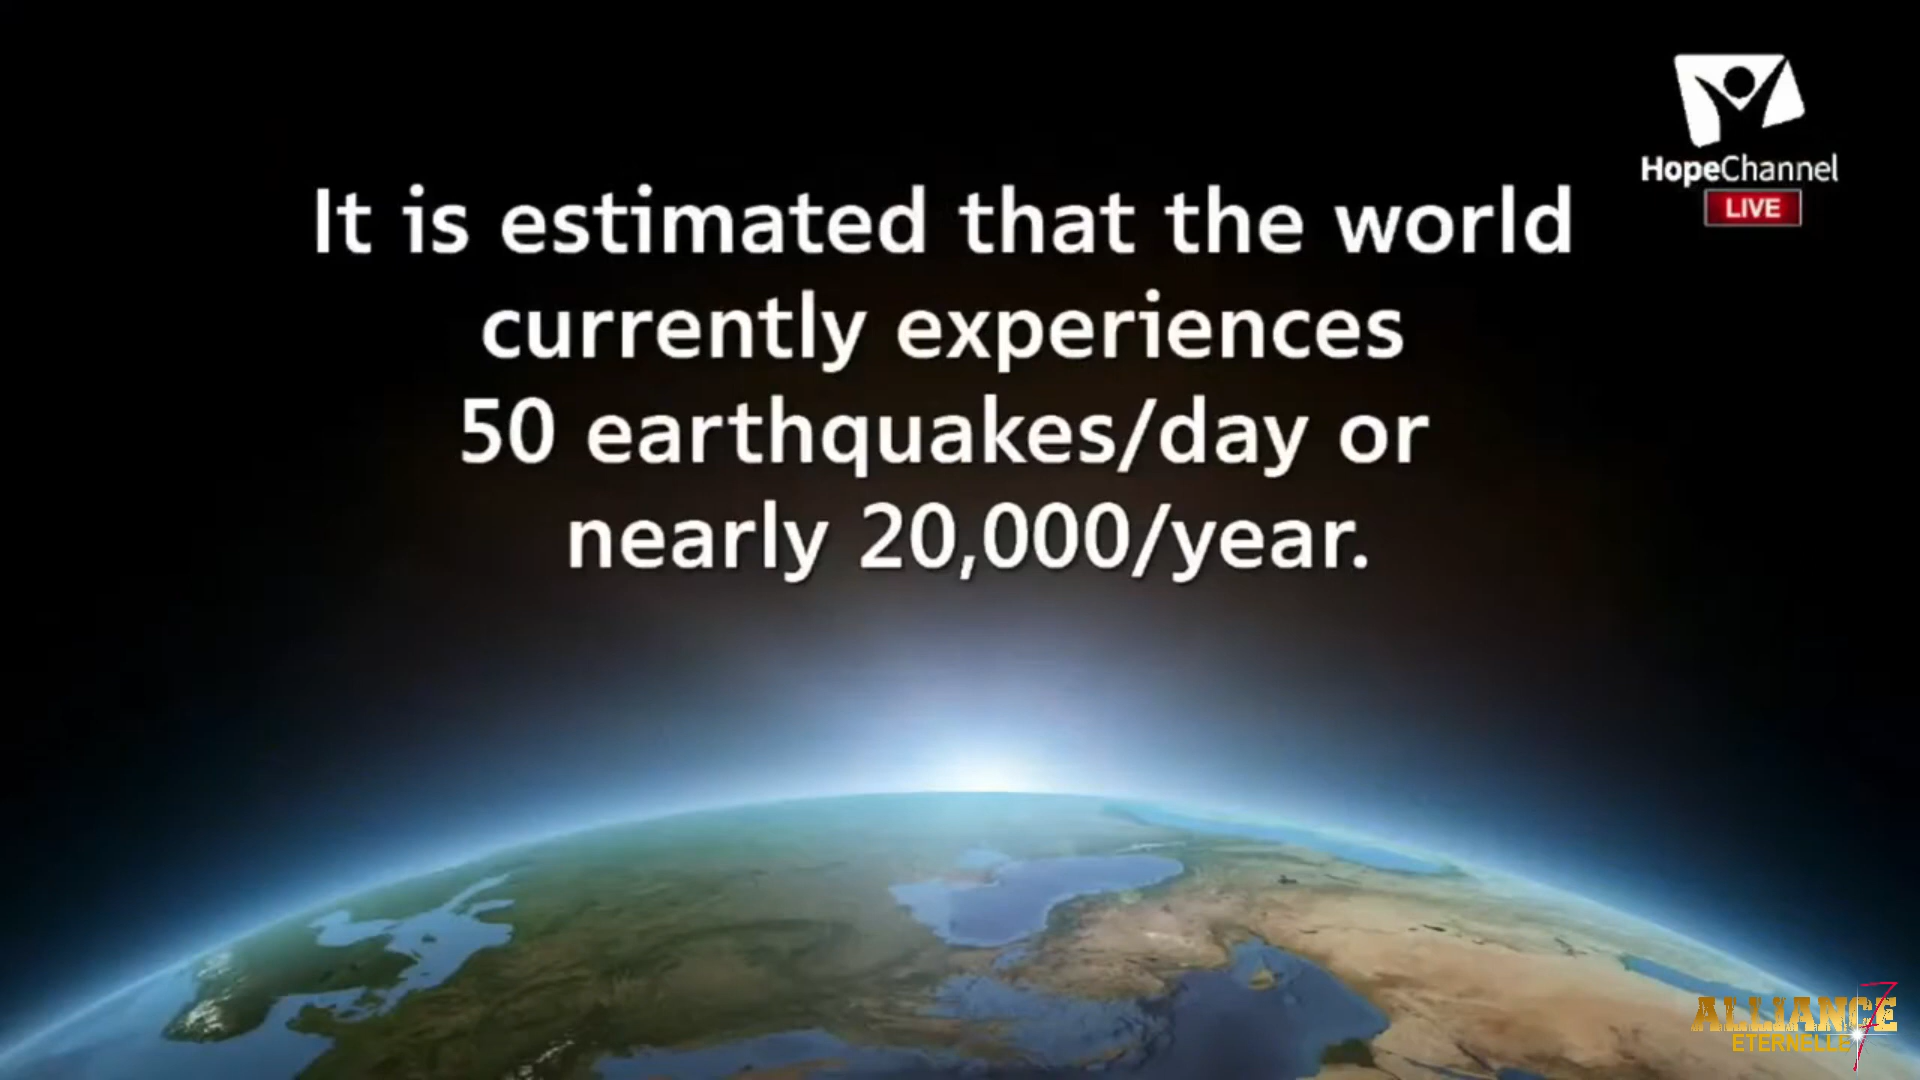 HopeChannel
LIVE
It is estimated that the world
currently experiences
50 earthquakes/day or
nearly 20,000/year.
ALLIANCE 7
ETERNELLE